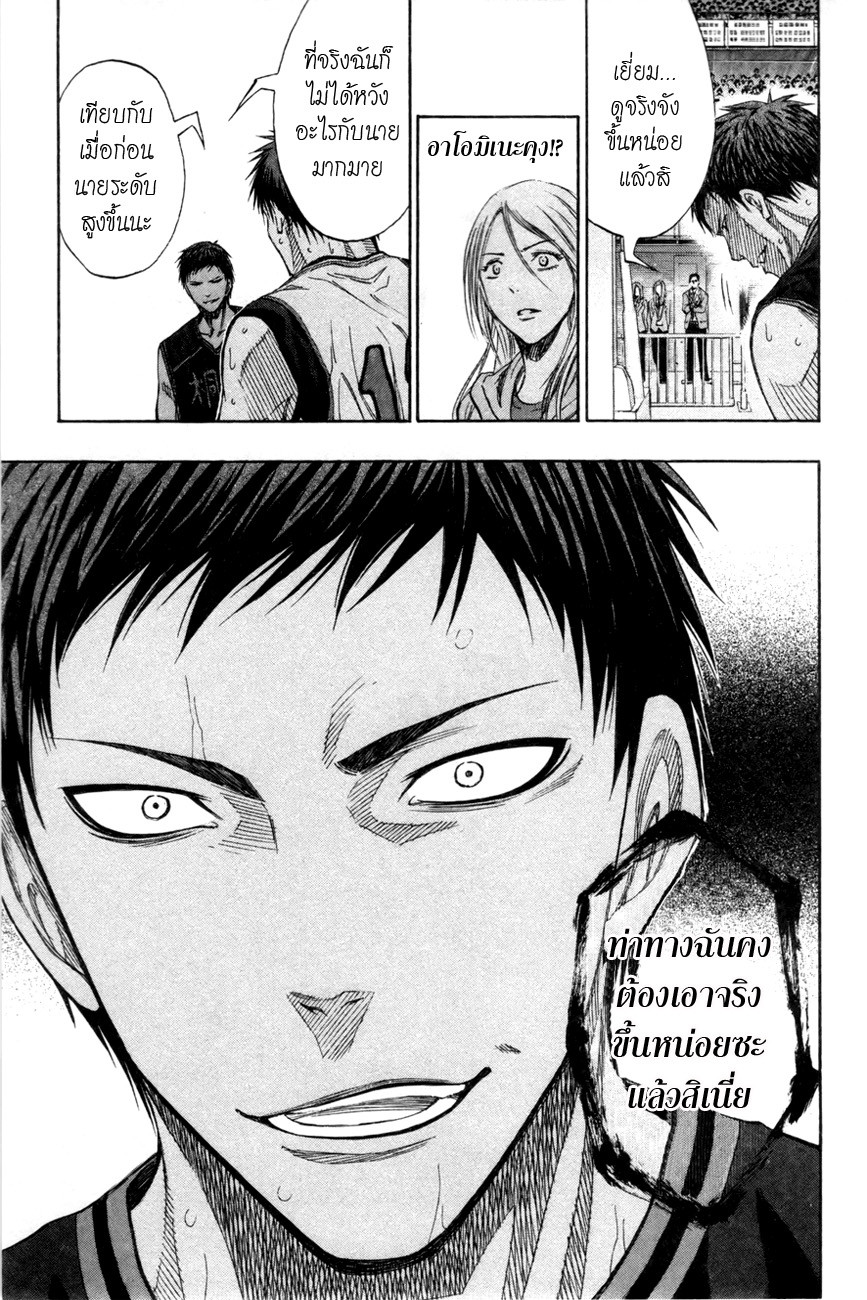 เยี่ยม...
ดูจริงจัง
ขึ้นหน่อย
แล้วสิ
อาโอมิเนะคุง!?
ที่จริงฉันก็
ไม่ได้หวัง
อะไรกับนาย
มากมาย
เทียบกับ
เมื่อก่อน
นายระดับ
สูงขึ้นนะ
桐
ท่าทางฉันคง
ต้องเอาจริง
ขึ้นหน่อยซะ
แล้วสิเนี่ย